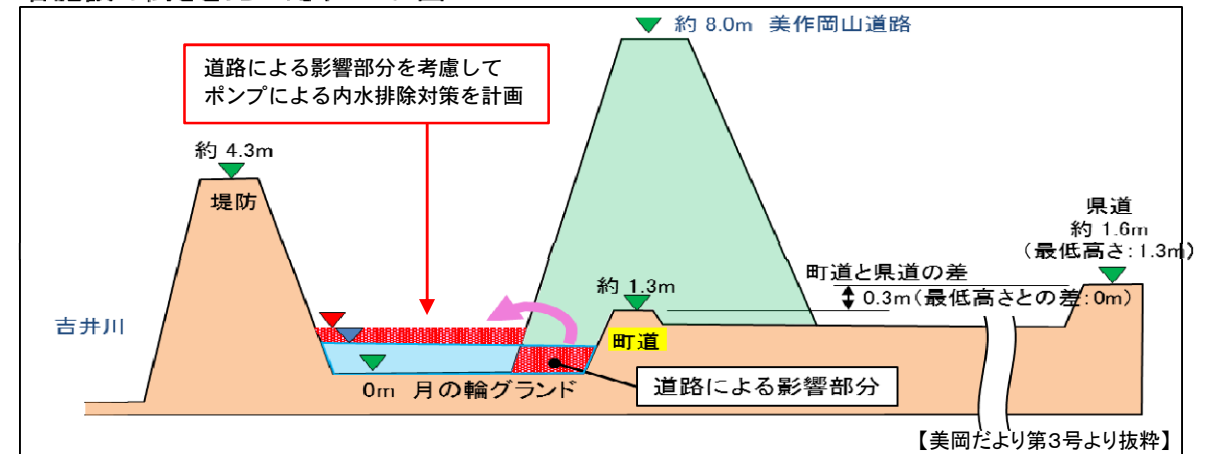 約 8.0m 美作岡山道路
道路による影響部分を考慮して
ポンプによる内水排除対策を計画
約 4.3m
堤防
県道
約 1.6m
(最低高さ:1.3m)
町道と県道の差
0.3m(最低高さとの差:0m)
約 1.3m
吉井川
町道
0m 月の輪グランド
道路による影響部分
【美岡だより第3号より抜粋】